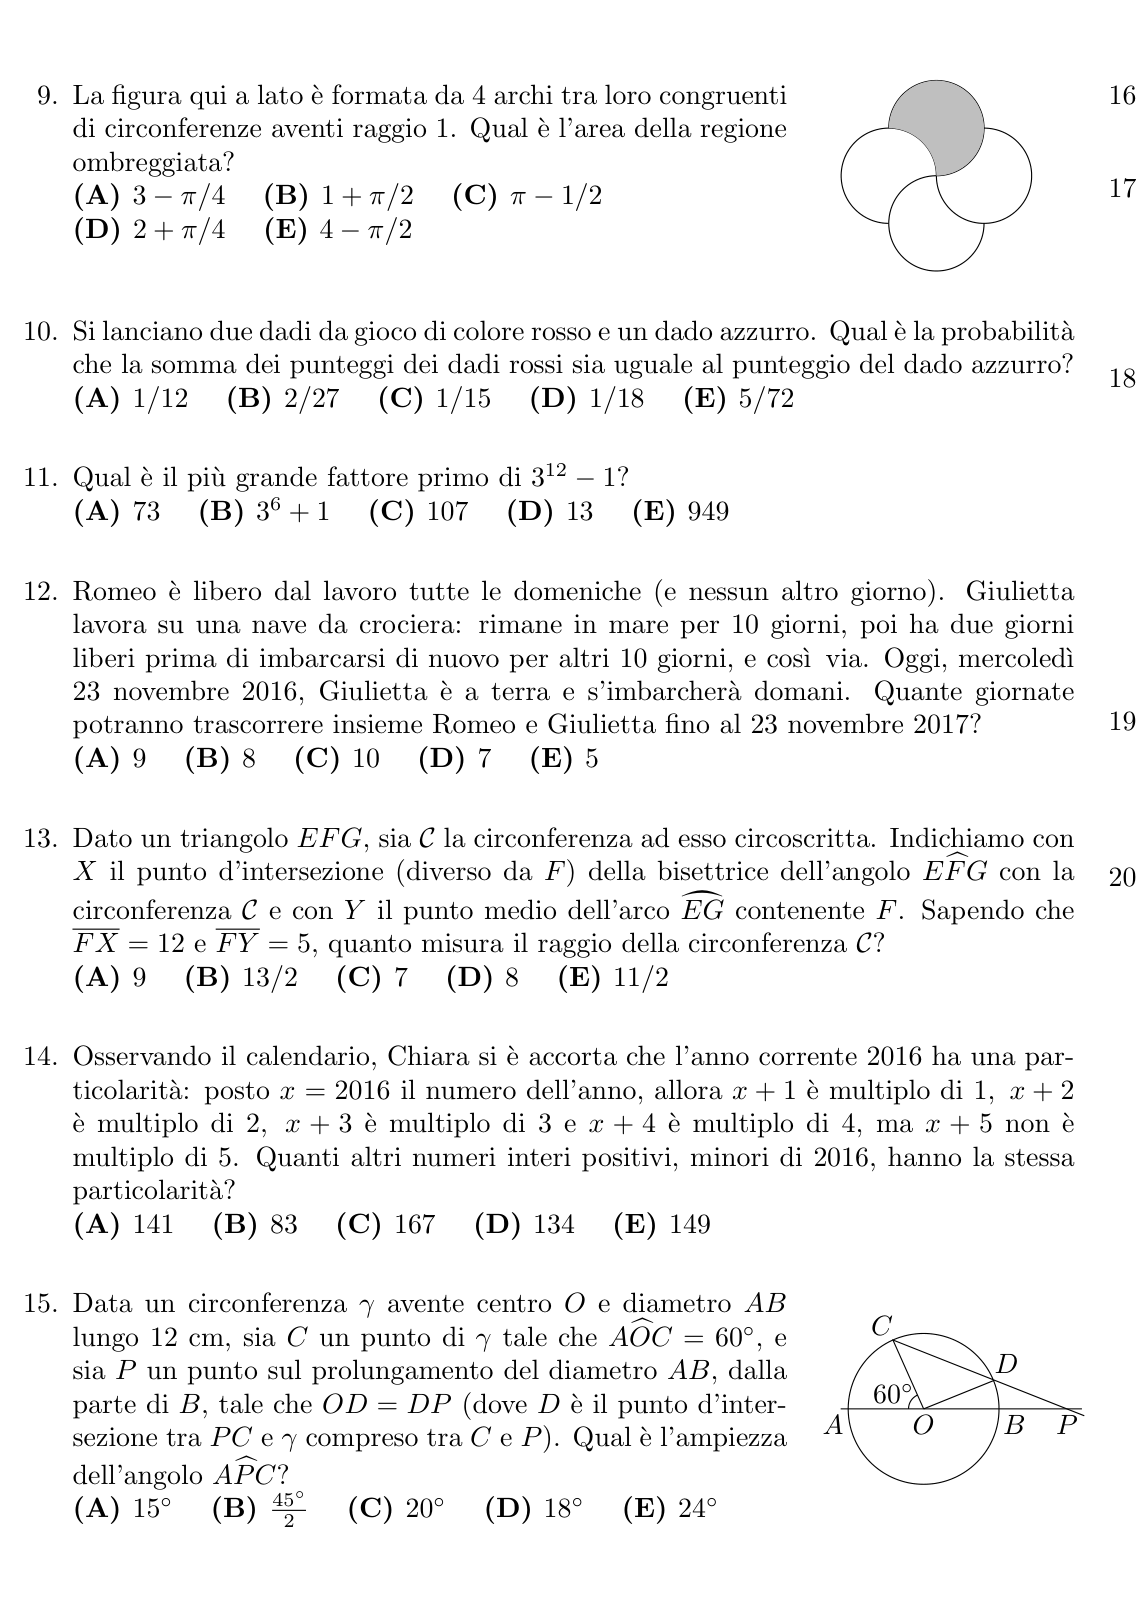 9. La figura qui a lato è formata da 4 archi tra loro congruenti
di circonferenze aventi raggio 1. Qual è l'area della regione
ombreggiata?
(A) 3 − π/4 (B) 1 + π/2 (C) π − 1/2
(D) 2 + π/4 (E) 4 − π/2
16
17
10. Si lanciano due dadi da gioco di colore rosso e un dado azzurro. Qual è la probabilità
che la somma dei punteggi dei dadi rossi sia uguale al punteggio del dado azzurro?
(A) 1/12 (B) 2/27 (C) 1/15 (D) 1/18 (E) 5/72
18
11. Qual è il più grande fattore primo di 3¹² − 1?
(A) 73 (B) 3⁶ + 1 (C) 107 (D) 13 (E) 949
12. Romeo è libero dal lavoro tutte le domeniche (e nessun altro giorno). Giulietta
lavora su una nave da crociera: rimane in mare per 10 giorni, poi ha due giorni
liberi prima di imbarcarsi di nuovo per altri 10 giorni, e così via. Oggi, mercoledì
23 novembre 2016, Giulietta è a terra e s'imbarcherà domani. Quante giornate
potranno trascorrere insieme Romeo e Giulietta fino al 23 novembre 2017?
(A) 9 (B) 8 (C) 10 (D) 7 (E) 5
19
13. Dato un triangolo EFG, sia 𝒞 la circonferenza ad esso circoscritta. Indichiamo con
X il punto d'intersezione (diverso da F) della bisettrice dell'angolo EF̂G con la
circonferenza 𝒞 e con Y il punto medio dell'arco E͡G contenente F. Sapendo che
F̅X̅ = 12 e F̅Y̅ = 5, quanto misura il raggio della circonferenza 𝒞?
(A) 9 (B) 13/2 (C) 7 (D) 8 (E) 11/2
20
14. Osservando il calendario, Chiara si è accorta che l'anno corrente 2016 ha una par-
ticolarità: posto x = 2016 il numero dell'anno, allora x + 1 è multiplo di 1, x + 2
è multiplo di 2, x + 3 è multiplo di 3 e x + 4 è multiplo di 4, ma x + 5 non è
multiplo di 5. Quanti altri numeri interi positivi, minori di 2016, hanno la stessa
particolarità?
(A) 141 (B) 83 (C) 167 (D) 134 (E) 149
15. Data un circonferenza γ avente centro O e diametro AB
lungo 12 cm, sia C un punto di γ tale che AÔC = 60°, e
sia P un punto sul prolungamento del diametro AB, dalla
parte di B, tale che OD = DP (dove D è il punto d'inter-
sezione tra PC e γ compreso tra C e P). Qual è l'ampiezza
dell'angolo AP̂C?
(A) 15° (B) 45°/2 (C) 20° (D) 18° (E) 24°
C
D
60°
A
O
B
P